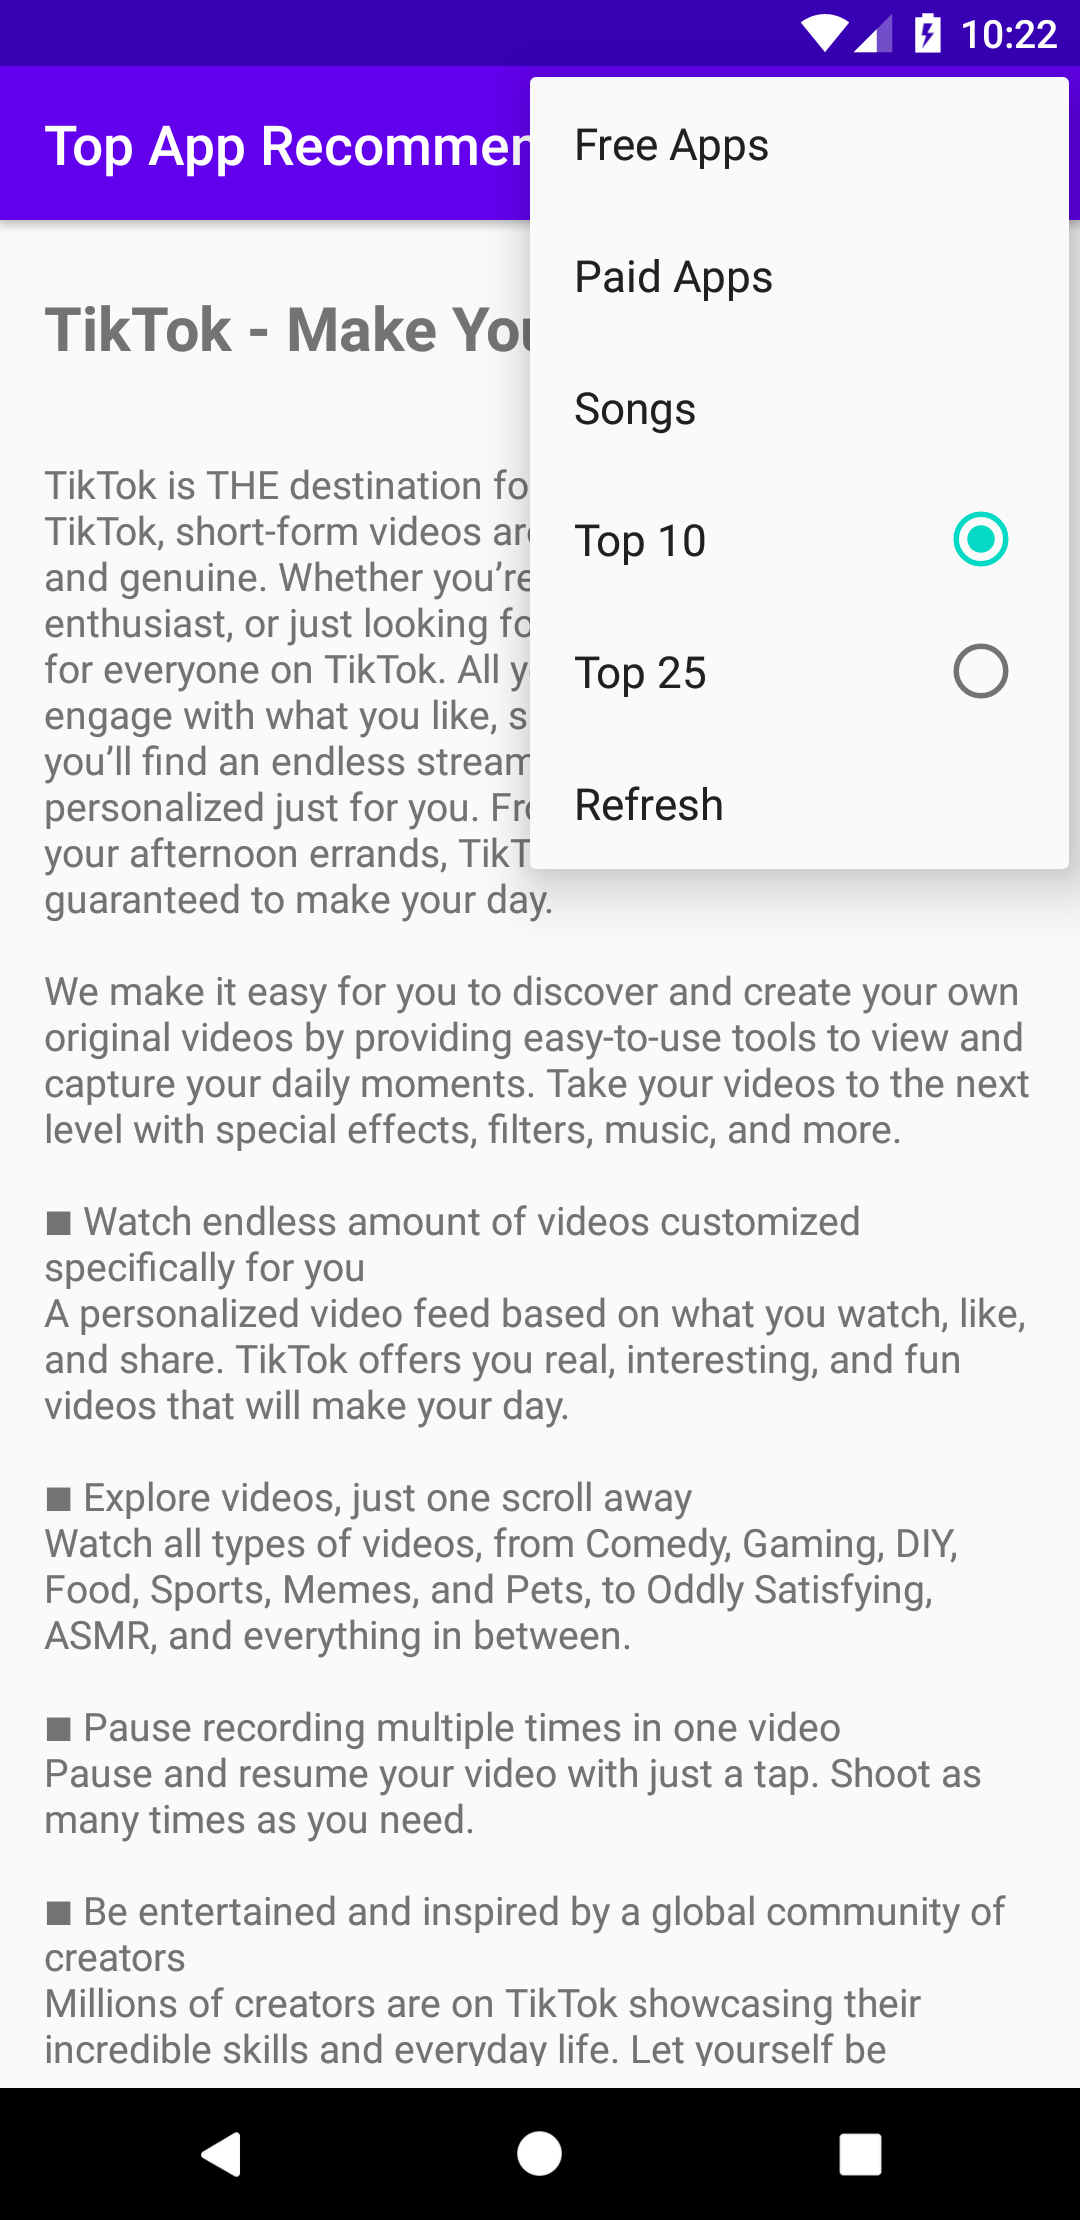 10:22
Top App Recommen
Free Apps
Paid Apps
Songs
Top 10
Top 25
Refresh
TikTok - Make You
TikTok is THE destination fo
TikTok, short-form videos are
and genuine. Whether you’re
enthusiast, or just looking fo
for everyone on TikTok. All y
engage with what you like, s
you’ll find an endless stream
personalized just for you. Fro
your afternoon errands, TikT
guaranteed to make your day.
We make it easy for you to discover and create your own
original videos by providing easy-to-use tools to view and
capture your daily moments. Take your videos to the next
level with special effects, filters, music, and more.
■ Watch endless amount of videos customized
specifically for you
A personalized video feed based on what you watch, like,
and share. TikTok offers you real, interesting, and fun
videos that will make your day.
■ Explore videos, just one scroll away
Watch all types of videos, from Comedy, Gaming, DIY,
Food, Sports, Memes, and Pets, to Oddly Satisfying,
ASMR, and everything in between.
■ Pause recording multiple times in one video
Pause and resume your video with just a tap. Shoot as
many times as you need.
■ Be entertained and inspired by a global community of
creators
Millions of creators are on TikTok showcasing their
incredible skills and everyday life. Let yourself be